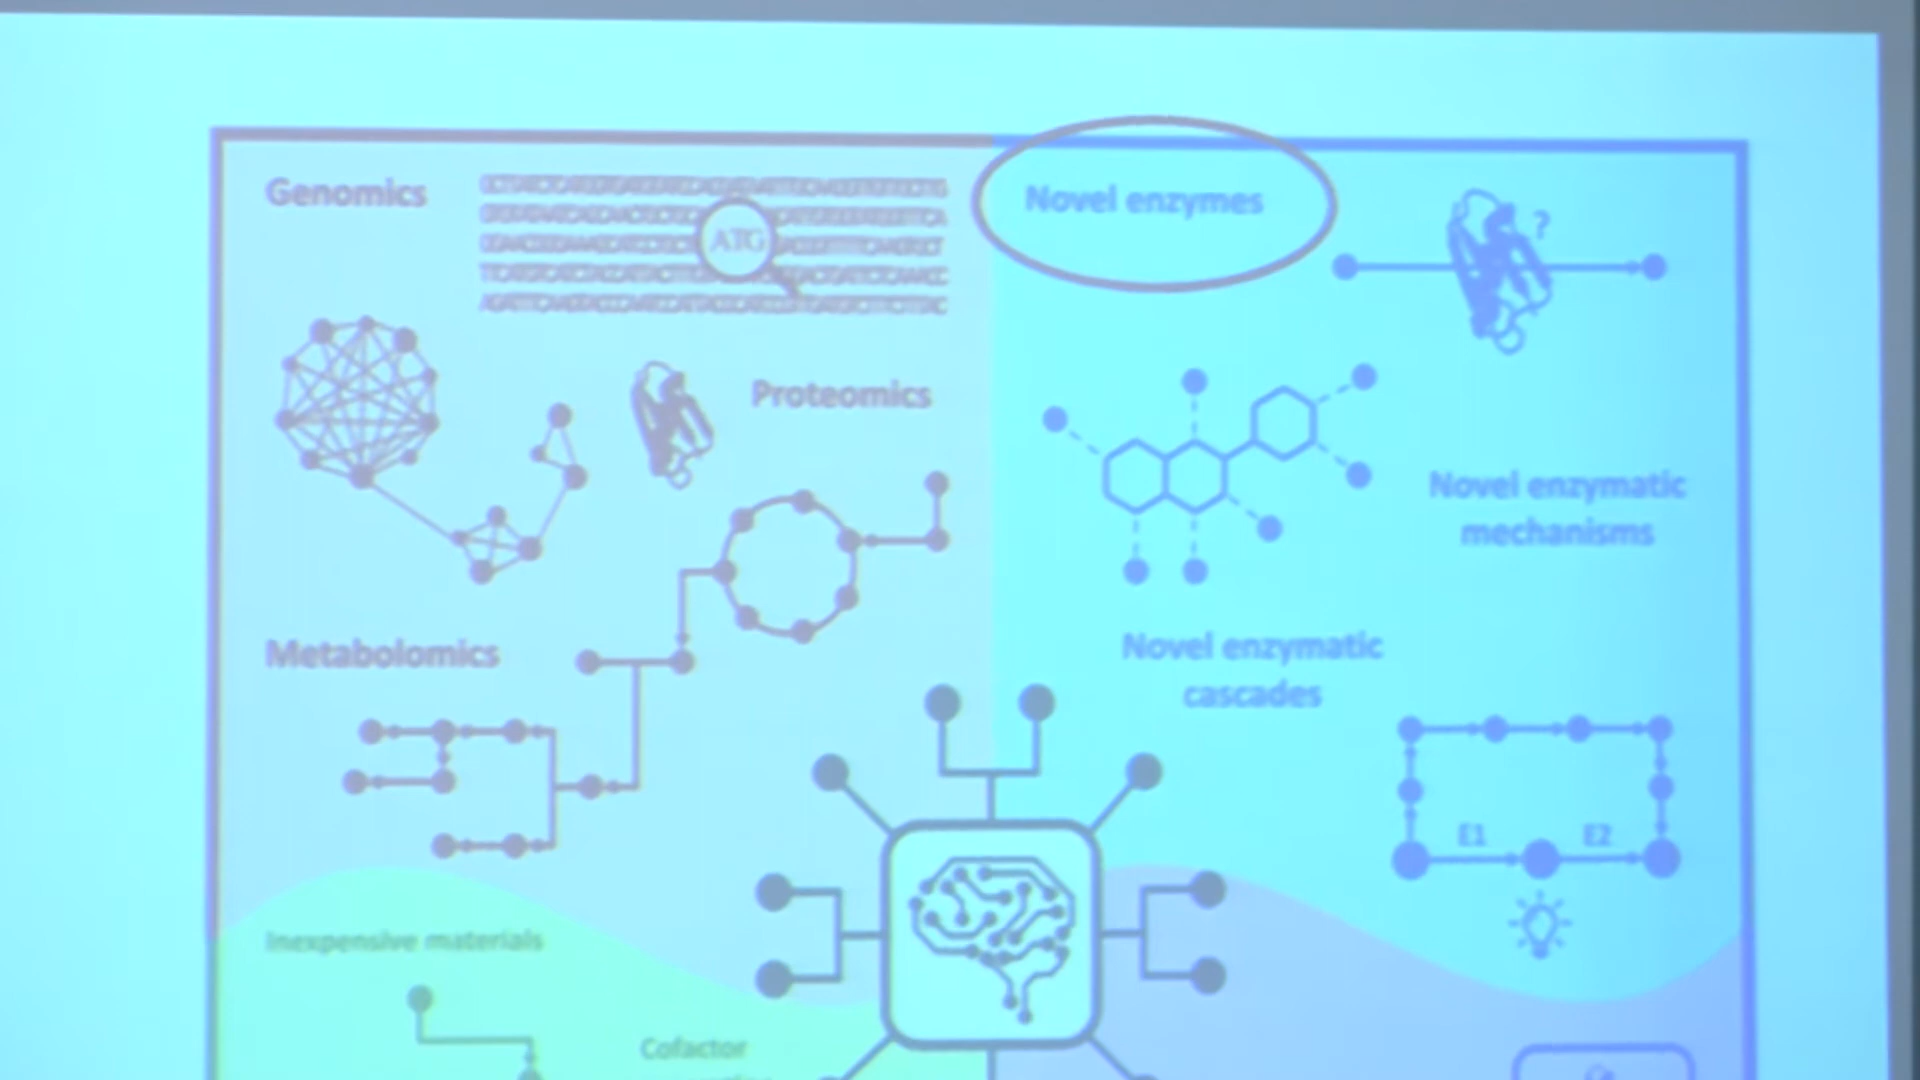 Genomics
ATG
Novel enzymes
?
Proteomics
Novel enzymatic
mechanisms
Metabolomics
Novel enzymatic
cascades
E1 E2
Inexpensive materials
Cofactor